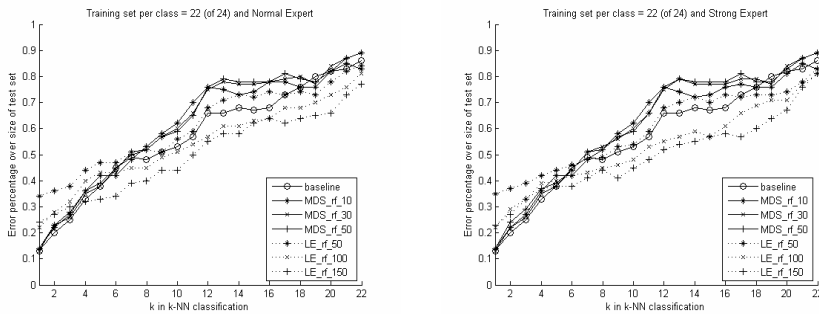 Training set per class = 22 (of 24) and Normal Expert
Error percentage over size of test set
1
0.9
0.8
0.7
0.6
0.5
0.4
0.3
0.2
0.1
0
baseline
MDS_rf_10
MDS_rf_30
MDS_rf_50
LE_rf_50
LE_rf_100
LE_rf_150
2 4 6 8 10 12 14 16 18 20 22
k in k-NN classification
Training set per class = 22 (of 24) and Strong Expert
Error percentage over size of test set
1
0.9
0.8
0.7
0.6
0.5
0.4
0.3
0.2
0.1
0
baseline
MDS_rf_10
MDS_rf_30
MDS_rf_50
LE_rf_50
LE_rf_100
LE_rf_150
2 4 6 8 10 12 14 16 18 20 22
k in k-NN classification